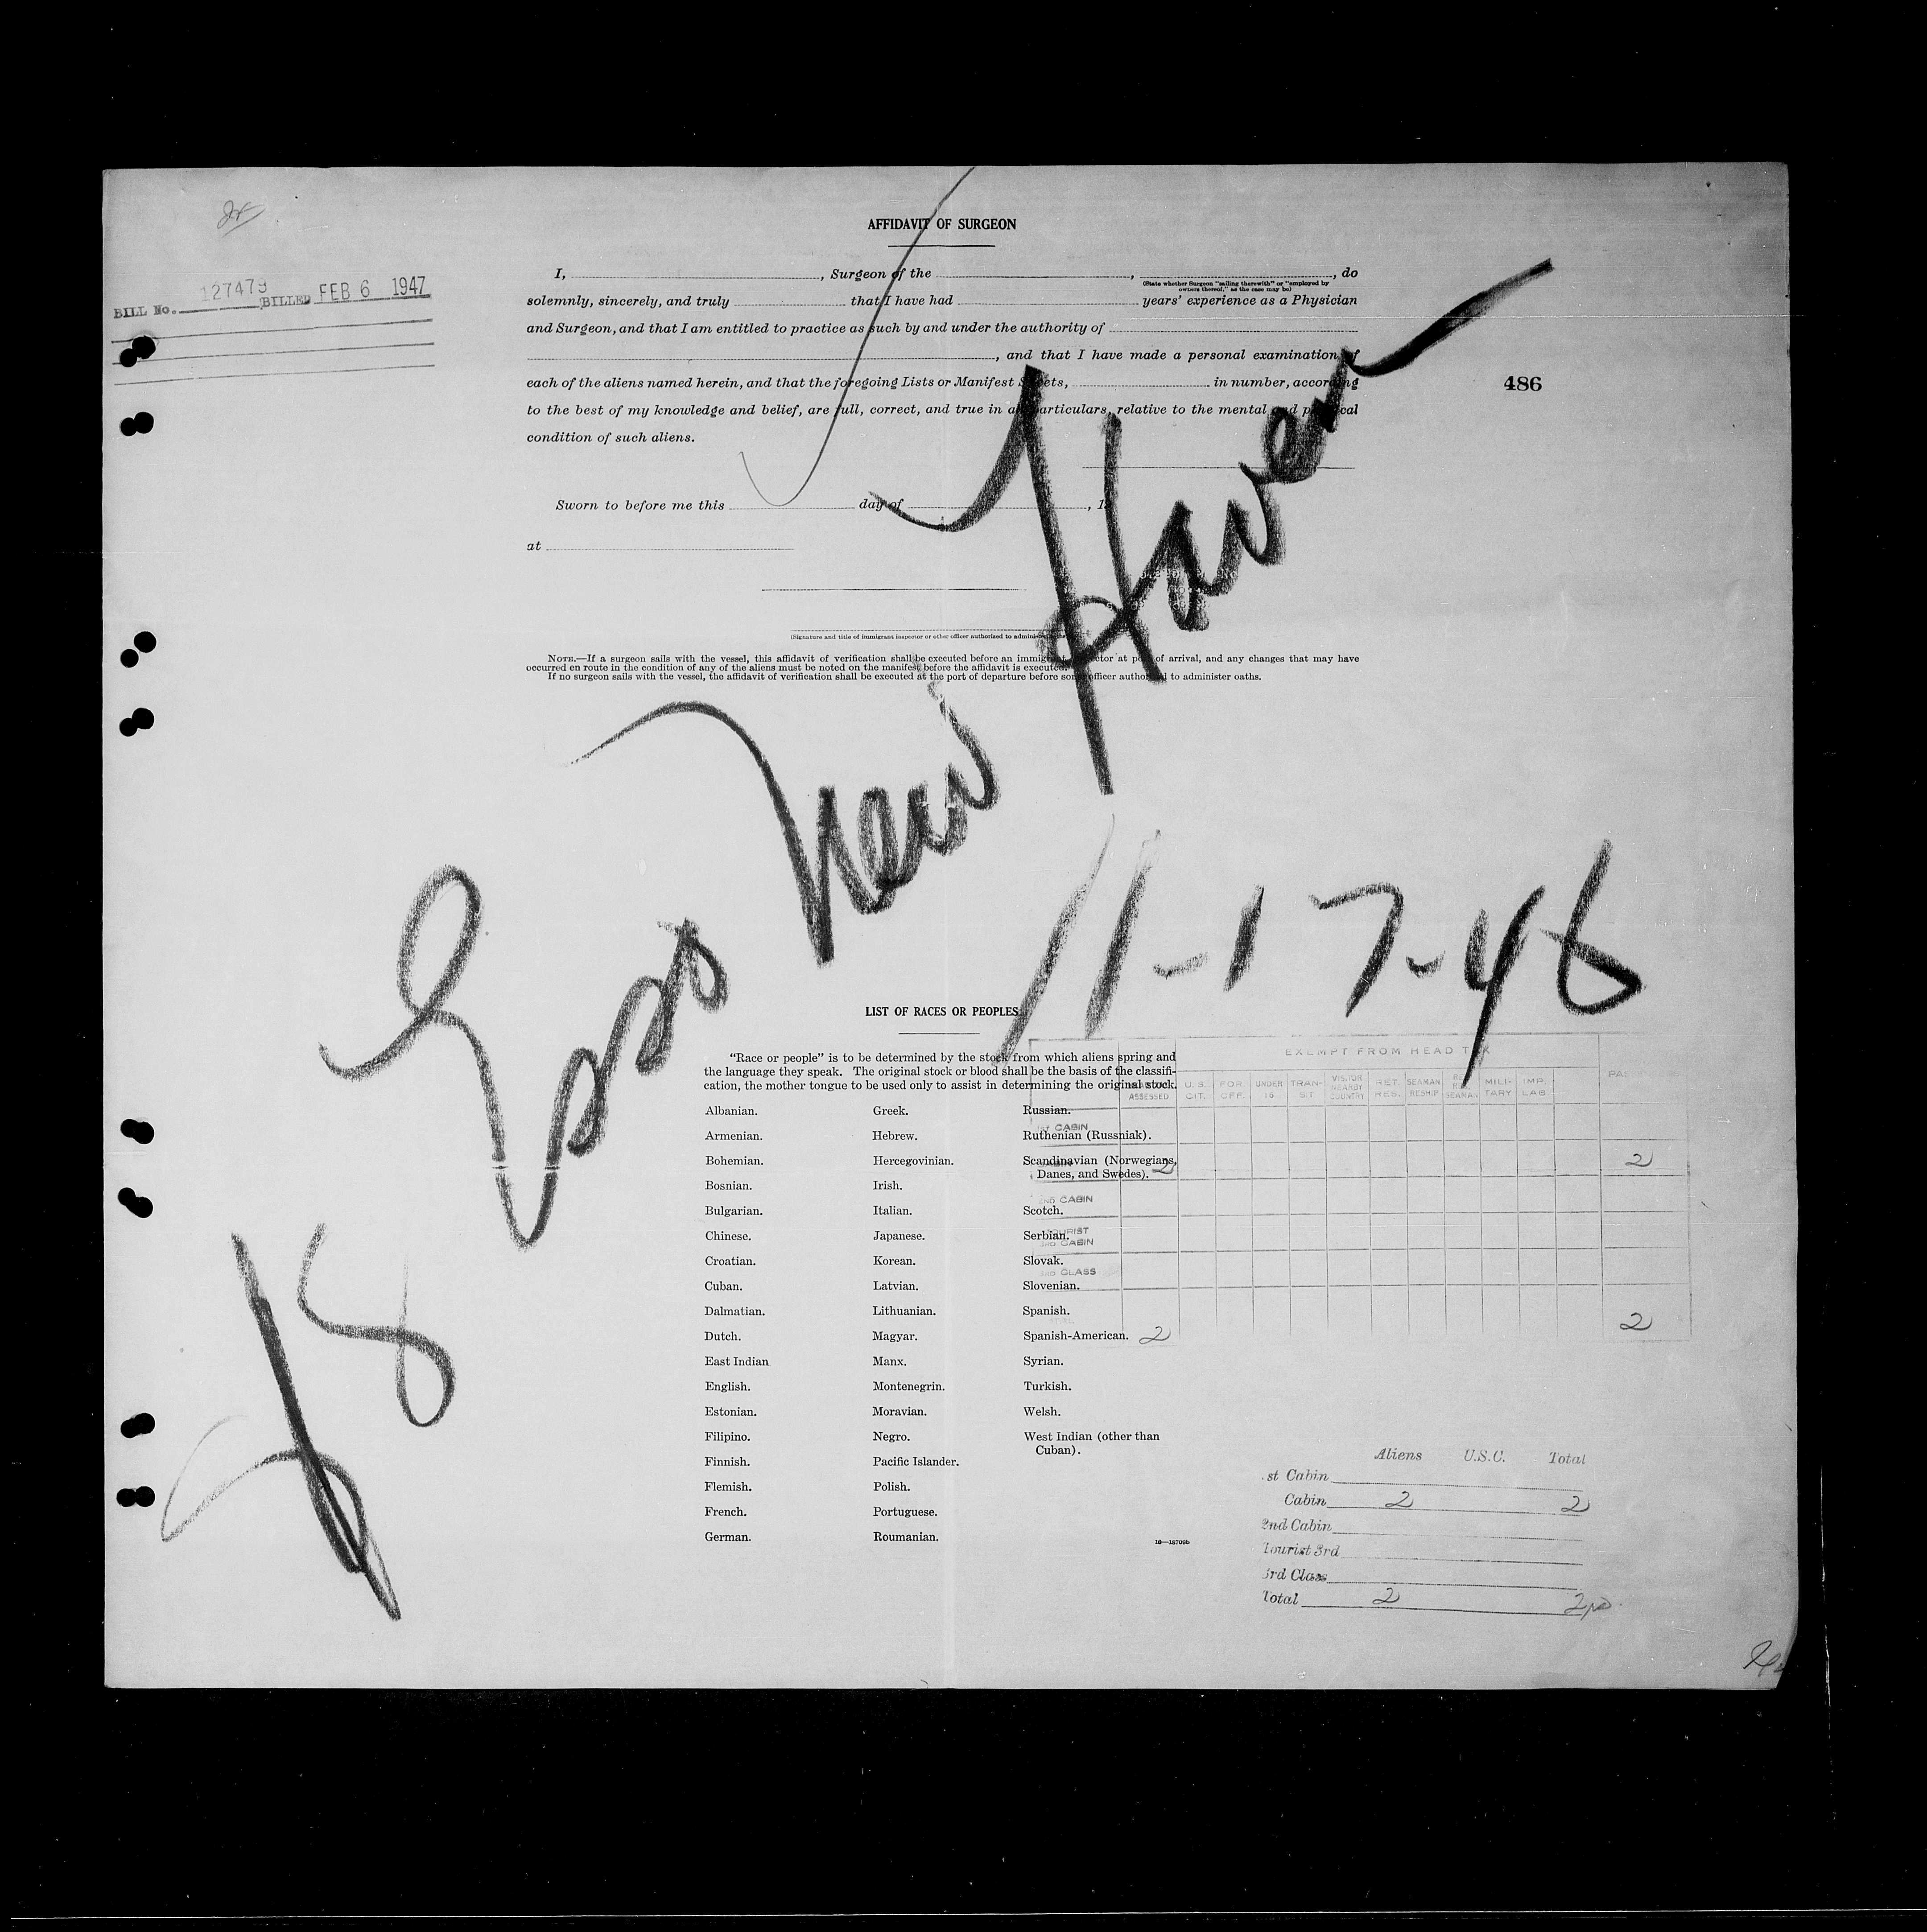 AFFIDAVIT OF SURGEON
I, , Surgeon of the , , do
(State whether Surgeon "sailing therewith" or "employed by owners thereof," as the case may be)
solemnly, sincerely, and truly that I have had years' experience as a Physician
and Surgeon, and that I am entitled to practice as such by and under the authority of
, and that I have made a personal examination of
each of the aliens named herein, and that the foregoing Lists or Manifest Sheets, in number, according
to the best of my knowledge and belief, are full, correct, and true in all particulars, relative to the mental and physical
condition of such aliens.
BILL No. 127479 BILLED FEB 6 1947
486
Sworn to before me this day of , 1
at
(Signature and title of immigrant inspector or other officer authorized to administer
NOTE.—If a surgeon sails with the vessel, this affidavit of verification shall be executed before an immigrant inspector at port of arrival, and any changes that may have
occurred en route in the condition of any of the aliens must be noted on the manifest before the affidavit is executed.
If no surgeon sails with the vessel, the affidavit of verification shall be executed at the port of departure before some officer authorized to administer oaths.
Esso New Haven
11-17-46
LIST OF RACES OR PEOPLES
"Race or people" is to be determined by the stock from which aliens spring and
the language they speak. The original stock or blood shall be the basis of the classifi-
cation, the mother tongue to be used only to assist in determining the original stock.
Albanian.
Armenian.
Bohemian.
Bosnian.
Bulgarian.
Chinese.
Croatian.
Cuban.
Dalmatian.
Dutch.
East Indian
English.
Estonian.
Filipino.
Finnish.
Flemish.
French.
German.
Greek.
Hebrew.
Hercegovinian.
Irish.
Italian.
Japanese.
Korean.
Latvian.
Lithuanian.
Magyar.
Manx.
Montenegrin.
Moravian.
Negro.
Pacific Islander.
Polish.
Portuguese.
Roumanian.
Russian.
Ruthenian (Russniak).
Scandinavian (Norwegians,
Danes, and Swedes).
Scotch.
Serbian.
Slovak.
Slovenian.
Spanish.
Spanish-American.
Syrian.
Turkish.
Welsh.
West Indian (other than
Cuban).
16—18709b
EXEMPT FROM HEAD TAX
ASSESSED U. S. CIT. FOR. OFF. UNDER 16 TRAN-SIT VISITOR NEARBY COUNTRY RET. RES. SEAMAN RESHIP SEAMAN MILI-TARY IMP. LAB.
1st CABIN
CABIN 2 2
2ND CABIN
TOURIST
3RD CABIN
3RD CLASS
2 2
Aliens U.S.C. Total
st Cabin
Cabin 2 2
2nd Cabin
Tourist 3rd
3rd Class
Total 2 2